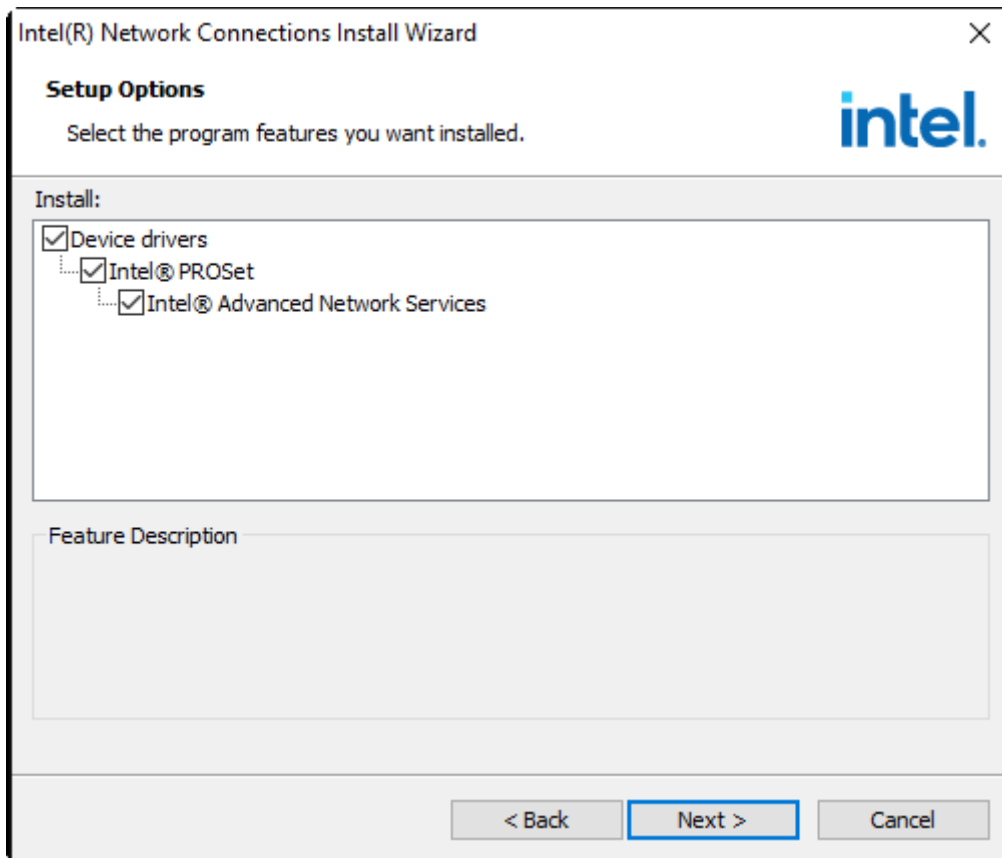 Intel(R) Network Connections Install Wizard
Setup Options
Select the program features you want installed.
intel.
Install:
Device drivers
Intel® PROSet
Intel® Advanced Network Services
Feature Description
< Back
Next >
Cancel